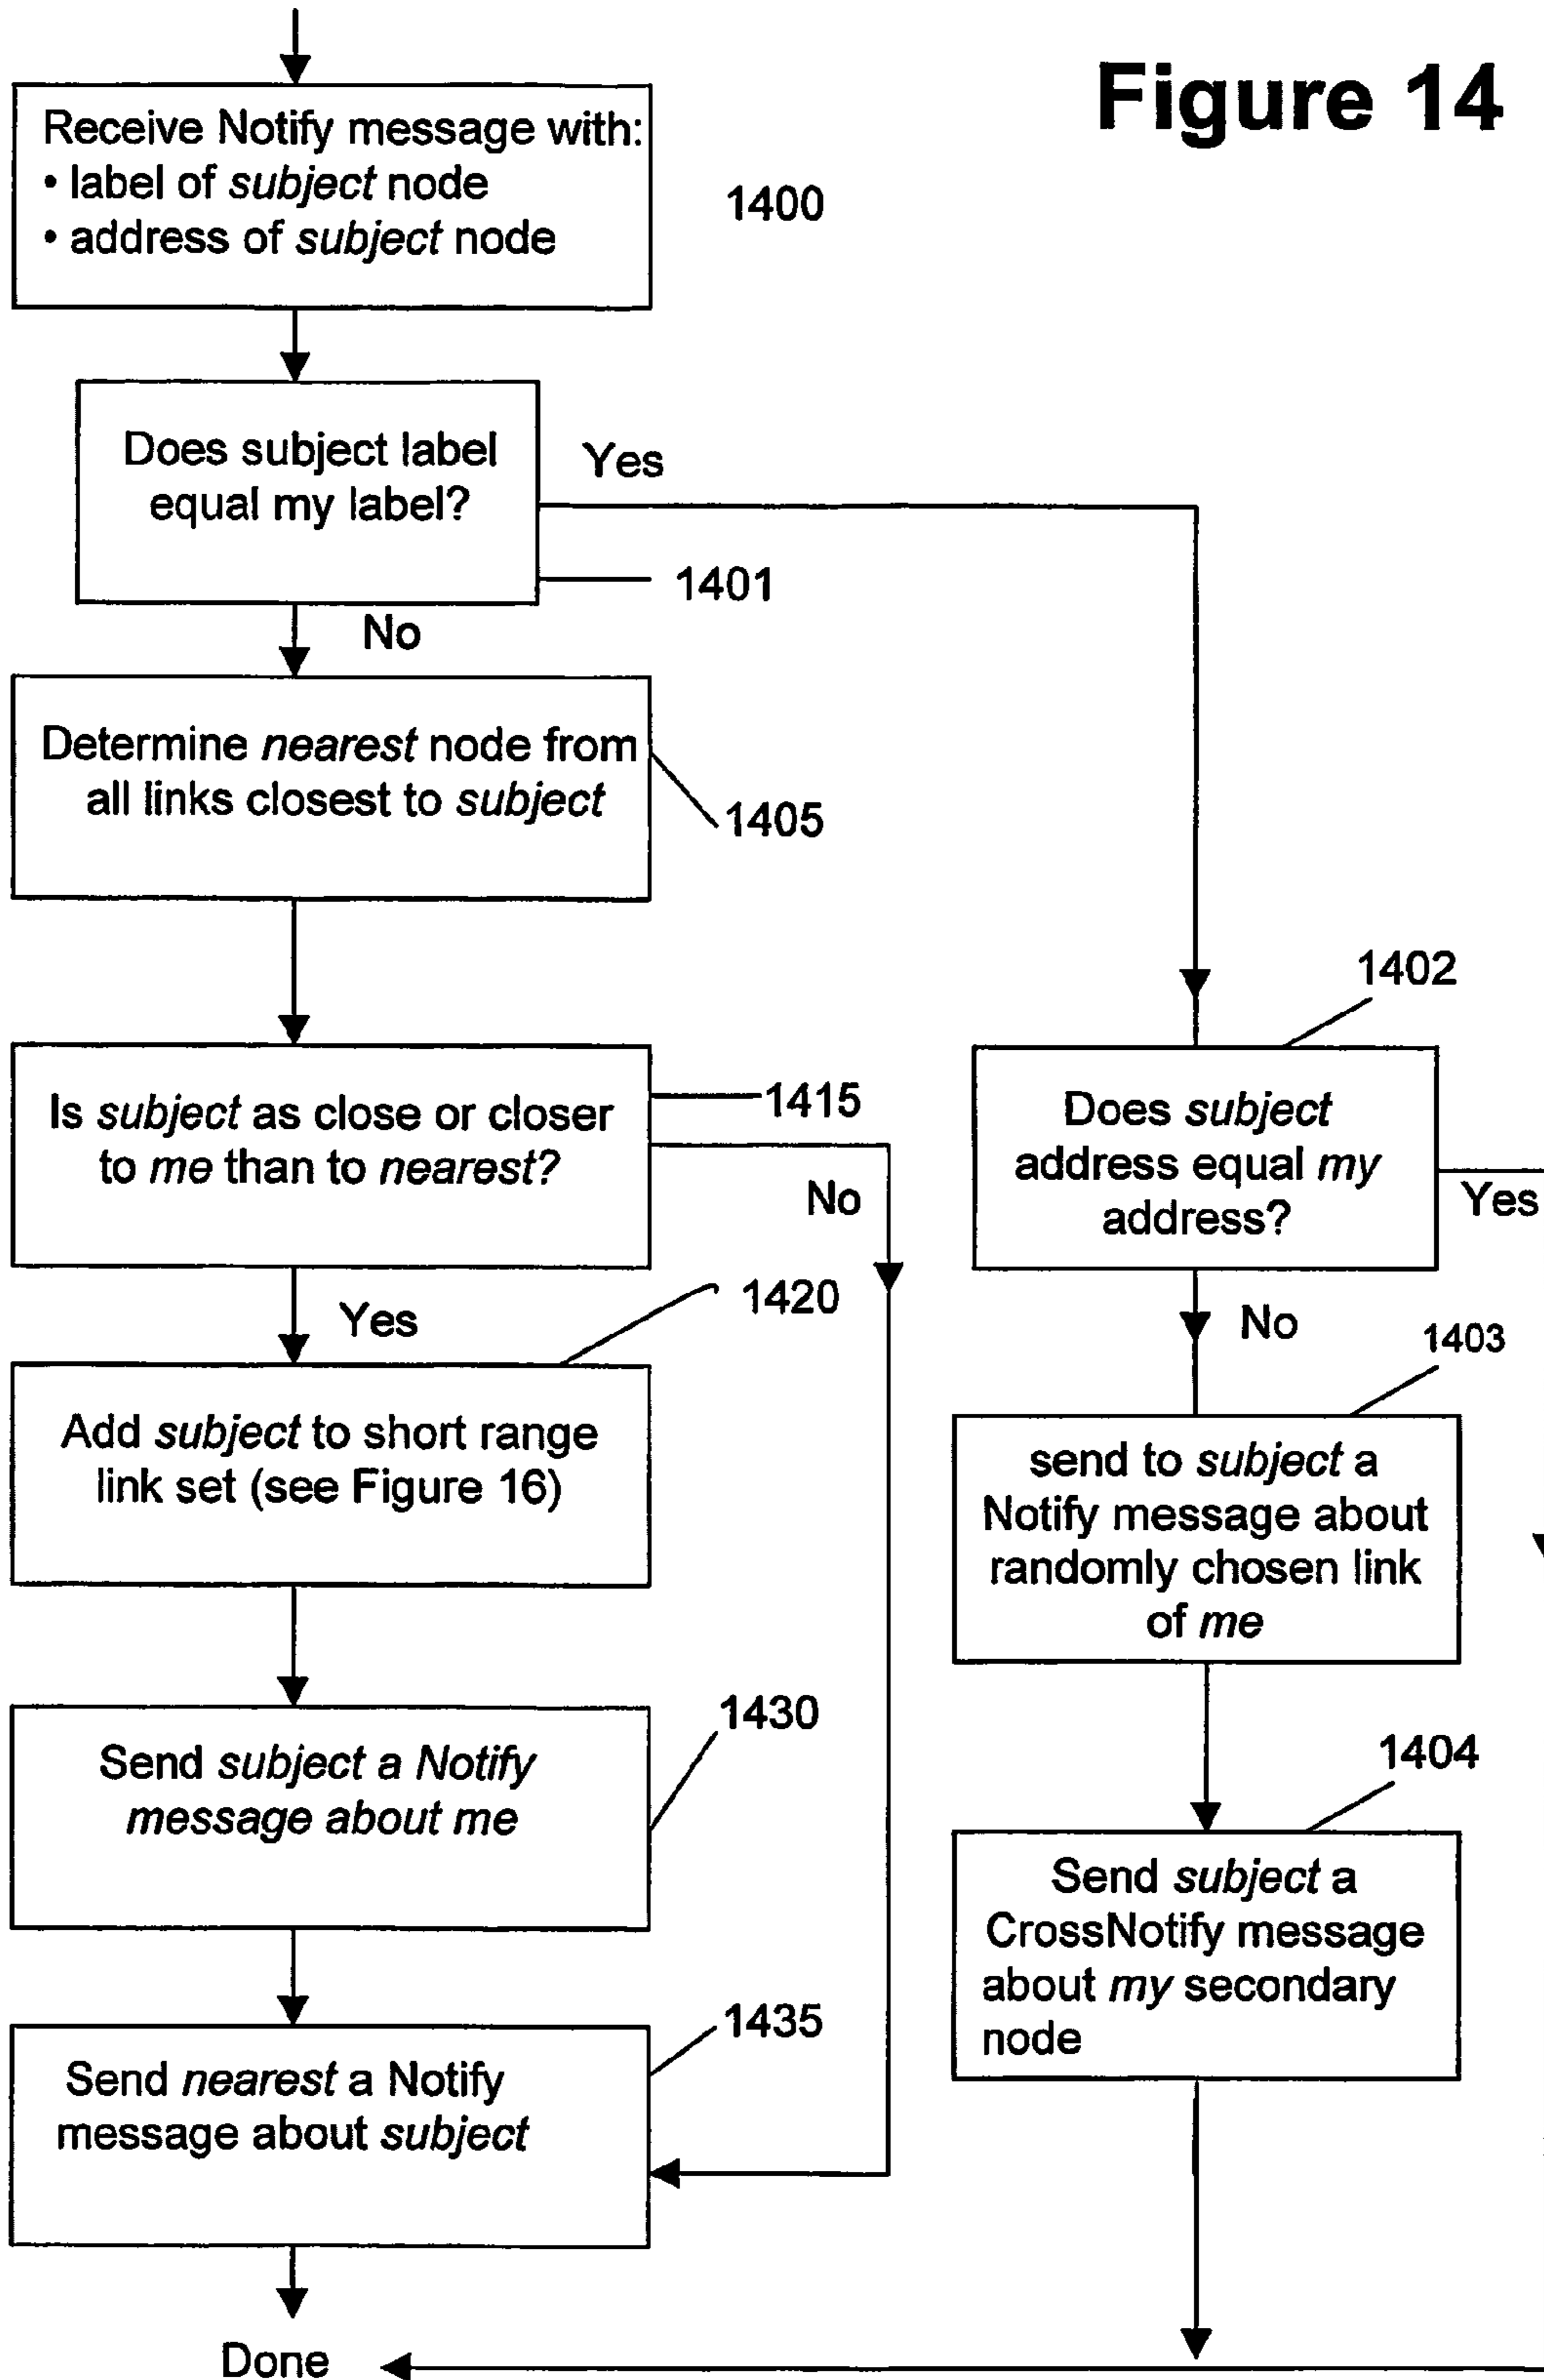 Figure 14
Receive Notify message with:
• label of subject node
• address of subject node
1400
Does subject label
equal my label?
Yes
1401
No
Determine nearest node from
all links closest to subject
1405
Is subject as close or closer
to me than to nearest?
1415
No
Yes
1420
Add subject to short range
link set (see Figure 16)
Send subject a Notify
message about me
1430
Send nearest a Notify
message about subject
1435
Done
1402
Does subject
address equal my
address?
Yes
No
1403
send to subject a
Notify message about
randomly chosen link
of me
1404
Send subject a
CrossNotify message
about my secondary
node